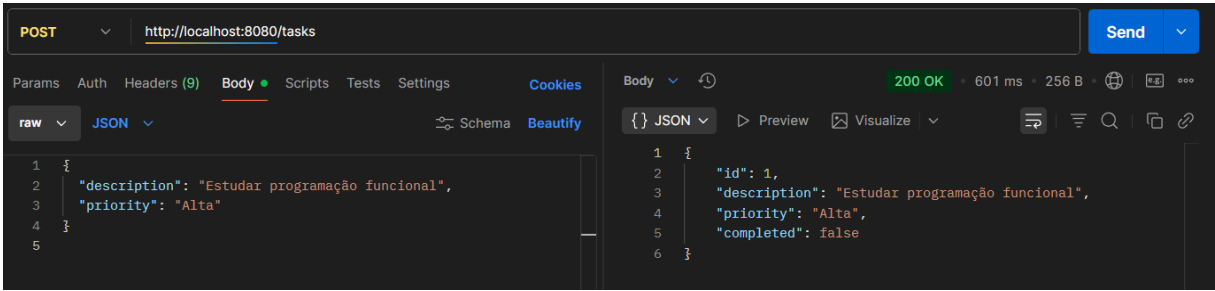 POST http://localhost:8080/tasks Send
Params Auth Headers (9) Body Scripts Tests Settings Cookies
raw JSON Schema Beautify
1 {
2 "description": "Estudar programação funcional",
3 "priority": "Alta"
4 }
5
Body 200 OK 601 ms 256 B e.g.
{} JSON Preview Visualize
1 {
2 "id": 1,
3 "description": "Estudar programação funcional",
4 "priority": "Alta",
5 "completed": false
6 }